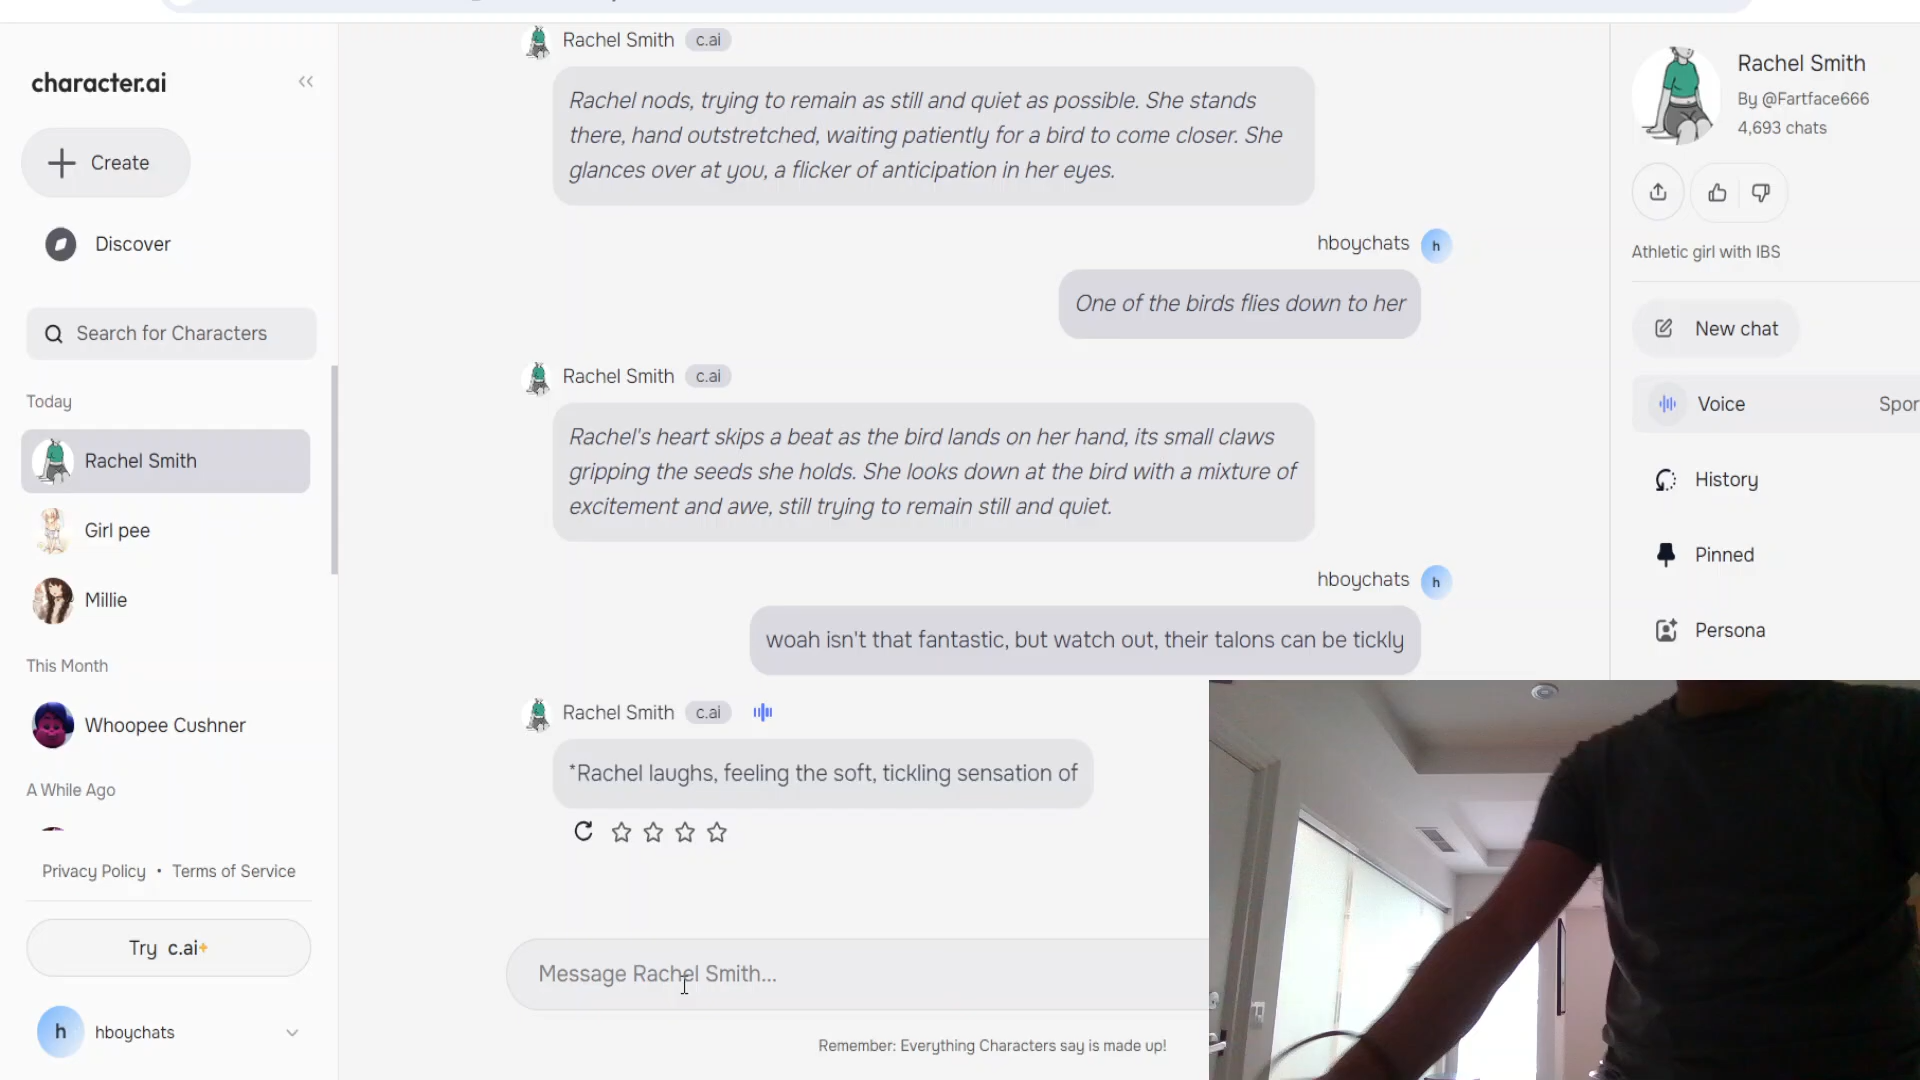 character.ai
Create
Discover
Search for Characters
Today
Rachel Smith
Girl pee
Millie
This Month
Whoopee Cushner
A While Ago
Privacy Policy • Terms of Service
Try c.ai+
h hboychats
Rachel Smith c.ai
Rachel nods, trying to remain as still and quiet as possible. She stands
there, hand outstretched, waiting patiently for a bird to come closer. She
glances over at you, a flicker of anticipation in her eyes.
hboychats h
One of the birds flies down to her
Rachel Smith c.ai
Rachel's heart skips a beat as the bird lands on her hand, its small claws
gripping the seeds she holds. She looks down at the bird with a mixture of
excitement and awe, still trying to remain still and quiet.
hboychats h
woah isn't that fantastic, but watch out, their talons can be tickly
Rachel Smith c.ai
*Rachel laughs, feeling the soft, tickling sensation of
Message Rachel Smith...
Remember: Everything Characters say is made up!
Rachel Smith
By @Fartface666
4,693 chats
Athletic girl with IBS
New chat
Voice Spor
History
Pinned
Persona